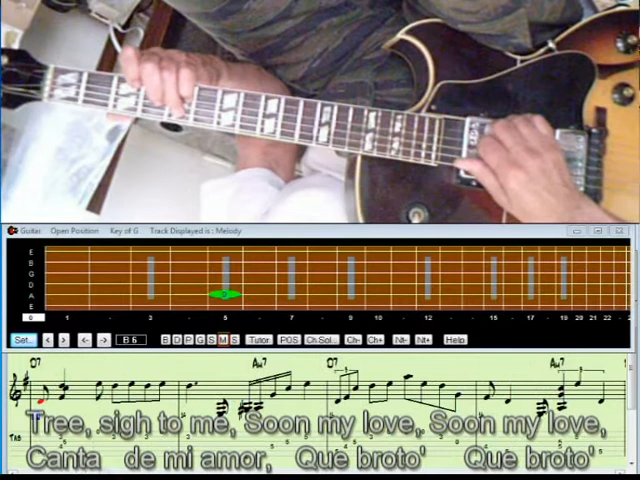 Guitar Open Position Key of G Track Displayed is : Melody
E
B
G
D
A
E
0 1 3 5 7 9 12 15 17 19 20 21 22
Set.. < > <- -> B 6 B D P G S M S Tutor POS Ch Sol.. Ch- Ch+ Nt- Nt+ Help
D7 Am7 D7 Am7
Tree, sigh to me, Soon my love, Soon my love,
TAB
Canta de mi amor, Que broto' Que broto'